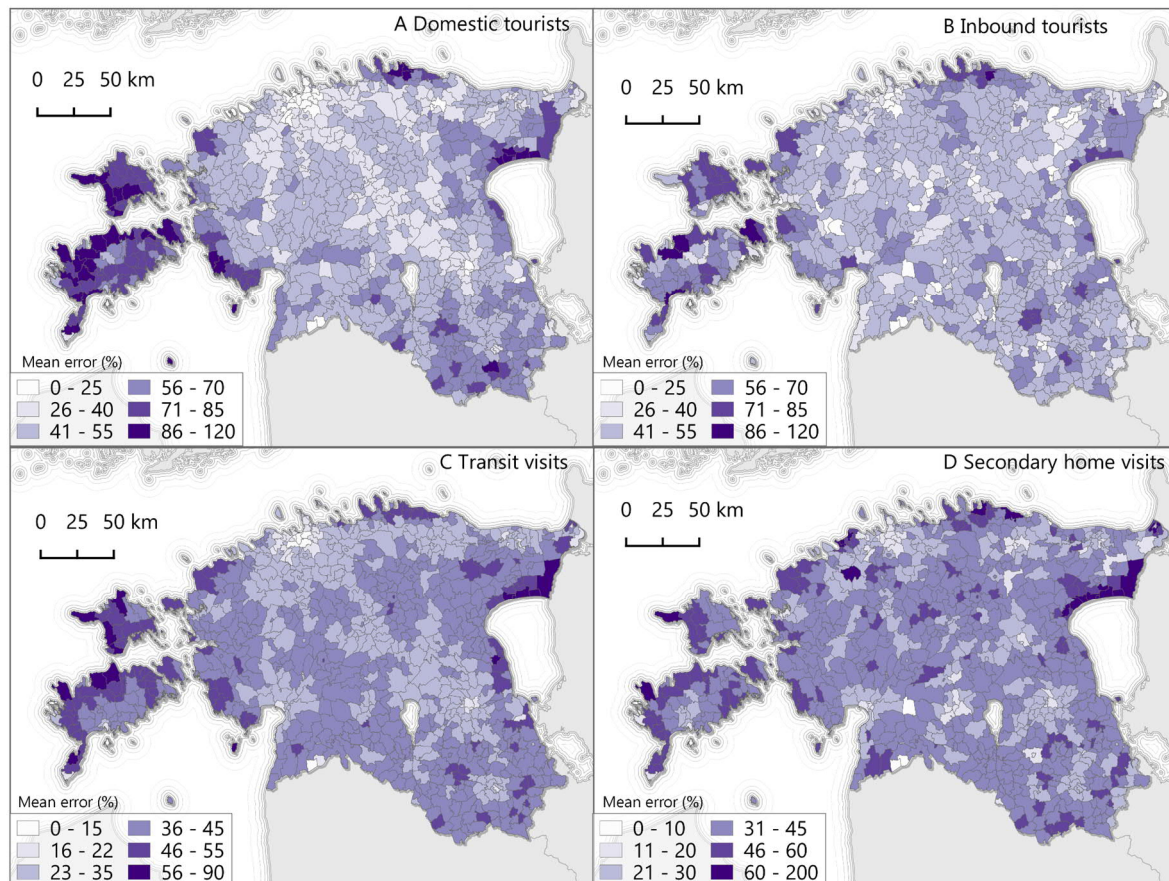 A Domestic tourists
0 25 50 km
Mean error (%)
0 - 25 56 - 70
26 - 40 71 - 85
41 - 55 86 - 120
B Inbound tourists
0 25 50 km
Mean error (%)
0 - 25 56 - 70
26 - 40 71 - 85
41 - 55 86 - 120
C Transit visits
0 25 50 km
Mean error (%)
0 - 15 36 - 45
16 - 22 46 - 55
23 - 35 56 - 90
D Secondary home visits
0 25 50 km
Mean error (%)
0 - 10 31 - 45
11 - 20 46 - 60
21 - 30 60 - 200